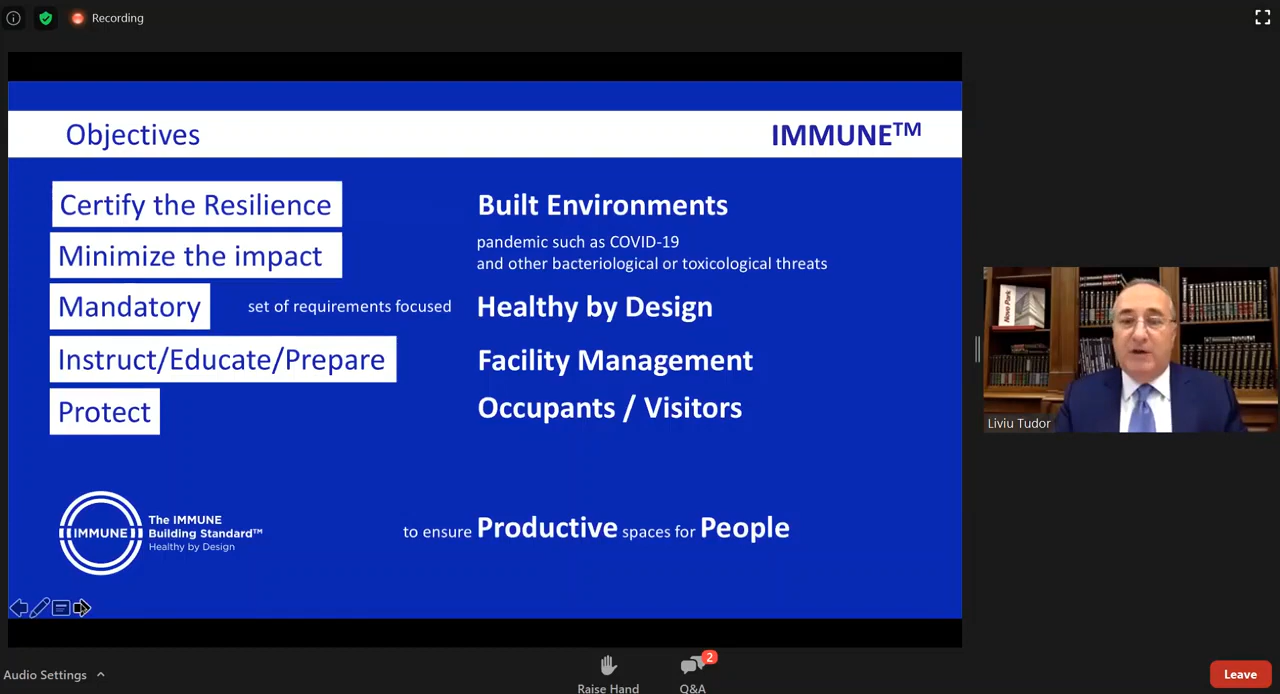 Recording
Objectives
IMMUNE™
Certify the Resilience
Built Environments
Minimize the impact
pandemic such as COVID-19
and other bacteriological or toxicological threats
Mandatory set of requirements focused Healthy by Design
Instruct/Educate/Prepare
Facility Management
Protect
Occupants / Visitors
IMMUNE
The IMMUNE
Building Standard™
Healthy by Design
to ensure Productive spaces for People
Novo Park
Liviu Tudor
Audio Settings
Raise Hand
2
Q&A
Leave